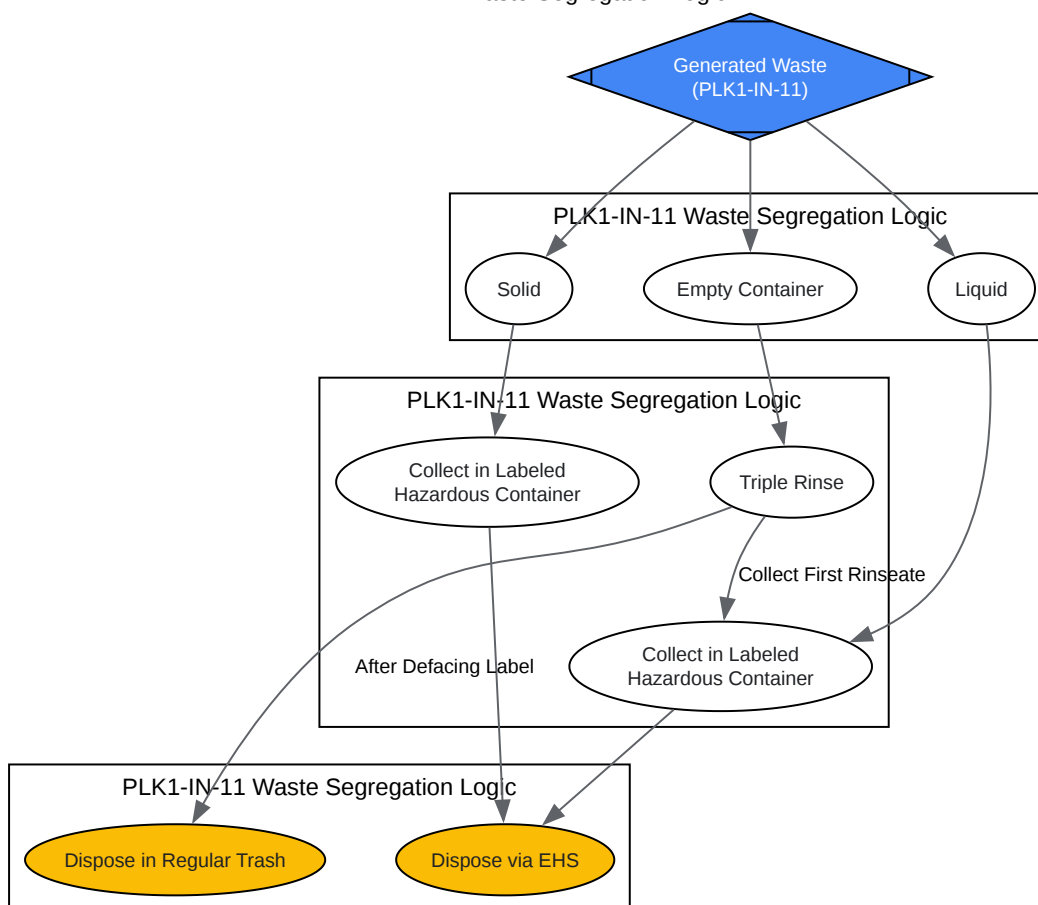 Generated Waste
(PLK1-IN-11)
PLK1-IN-11 Waste Segregation Logic
Solid
Empty Container
Liquid
PLK1-IN-11 Waste Segregation Logic
Collect in Labeled
Hazardous Container
Triple Rinse
Collect First Rinseate
After Defacing Label
Collect in Labeled
Hazardous Container
PLK1-IN-11 Waste Segregation Logic
Dispose in Regular Trash
Dispose via EHS